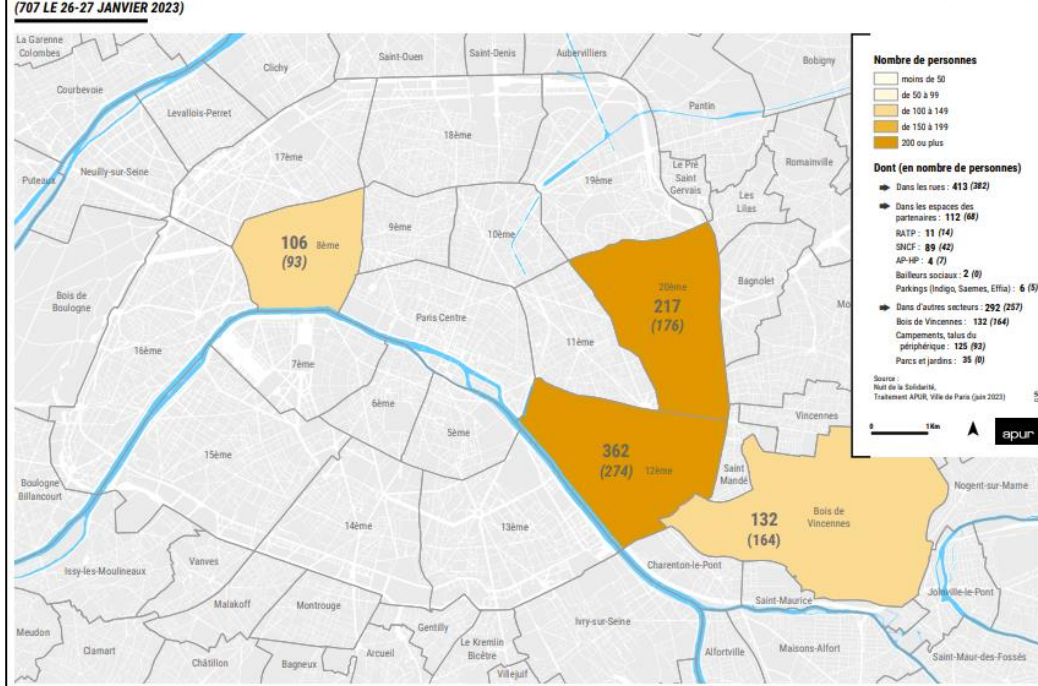 (707 LE 26-27 JANVIER 2023)
La Garenne
Colombes
Courbevoie
Clichy
Saint-Ouen
Saint-Denis
Aubervilliers
Bobigny
Levallois-Perret
Pantin
Puteaux
Neuilly-sur-Seine
17ème
18ème
19ème
Le Pré
Saint
Gervais
Les
Lilas
Romainville
106 8ème
(93)
9ème
10ème
20ème
217
(176)
Bagnolet
Bois de
Boulogne
16ème
Paris Centre
11ème
7ème
6ème
5ème
362
(274) 12ème
Saint
Mandé
Vincennes
15ème
Boulogne
Billancourt
14ème
13ème
132
(164)
Bois de
Vincennes
Nogent-sur-Marne
Charenton-le-Pont
Issy-les-Moulineaux
Vanves
Malakoff
Montrouge
Saint-Maurice
Joinville-le-Pont
Gentilly
Ivry-sur-Seine
Meudon
Clamart
Châtillon
Bagneux
Arcueil
Le Kremlin
Bicêtre
Villejuif
Alfortville
Maisons-Alfort
Saint-Maur-des-Fossés
Nombre de personnes
moins de 50
de 50 à 99
de 100 à 149
de 150 à 199
200 ou plus
Dont (en nombre de personnes)
Dans les rues : 413 (382)
Dans les espaces des
partenaires : 112 (68)
RATP : 11 (14)
SNCF : 89 (42)
AP-HP : 4 (7)
Bailleurs sociaux : 2 (0)
Parkings (Indigo, Saemes, Effia) : 6 (5)
Dans d'autres secteurs : 292 (257)
Bois de Vincennes : 132 (164)
Campements, talus du
périphérique : 125 (93)
Parcs et jardins : 35 (0)
Source :
Nuit de la Solidarité,
Traitement APUR, Ville de Paris (juin 2023)
0 1 Km
apur